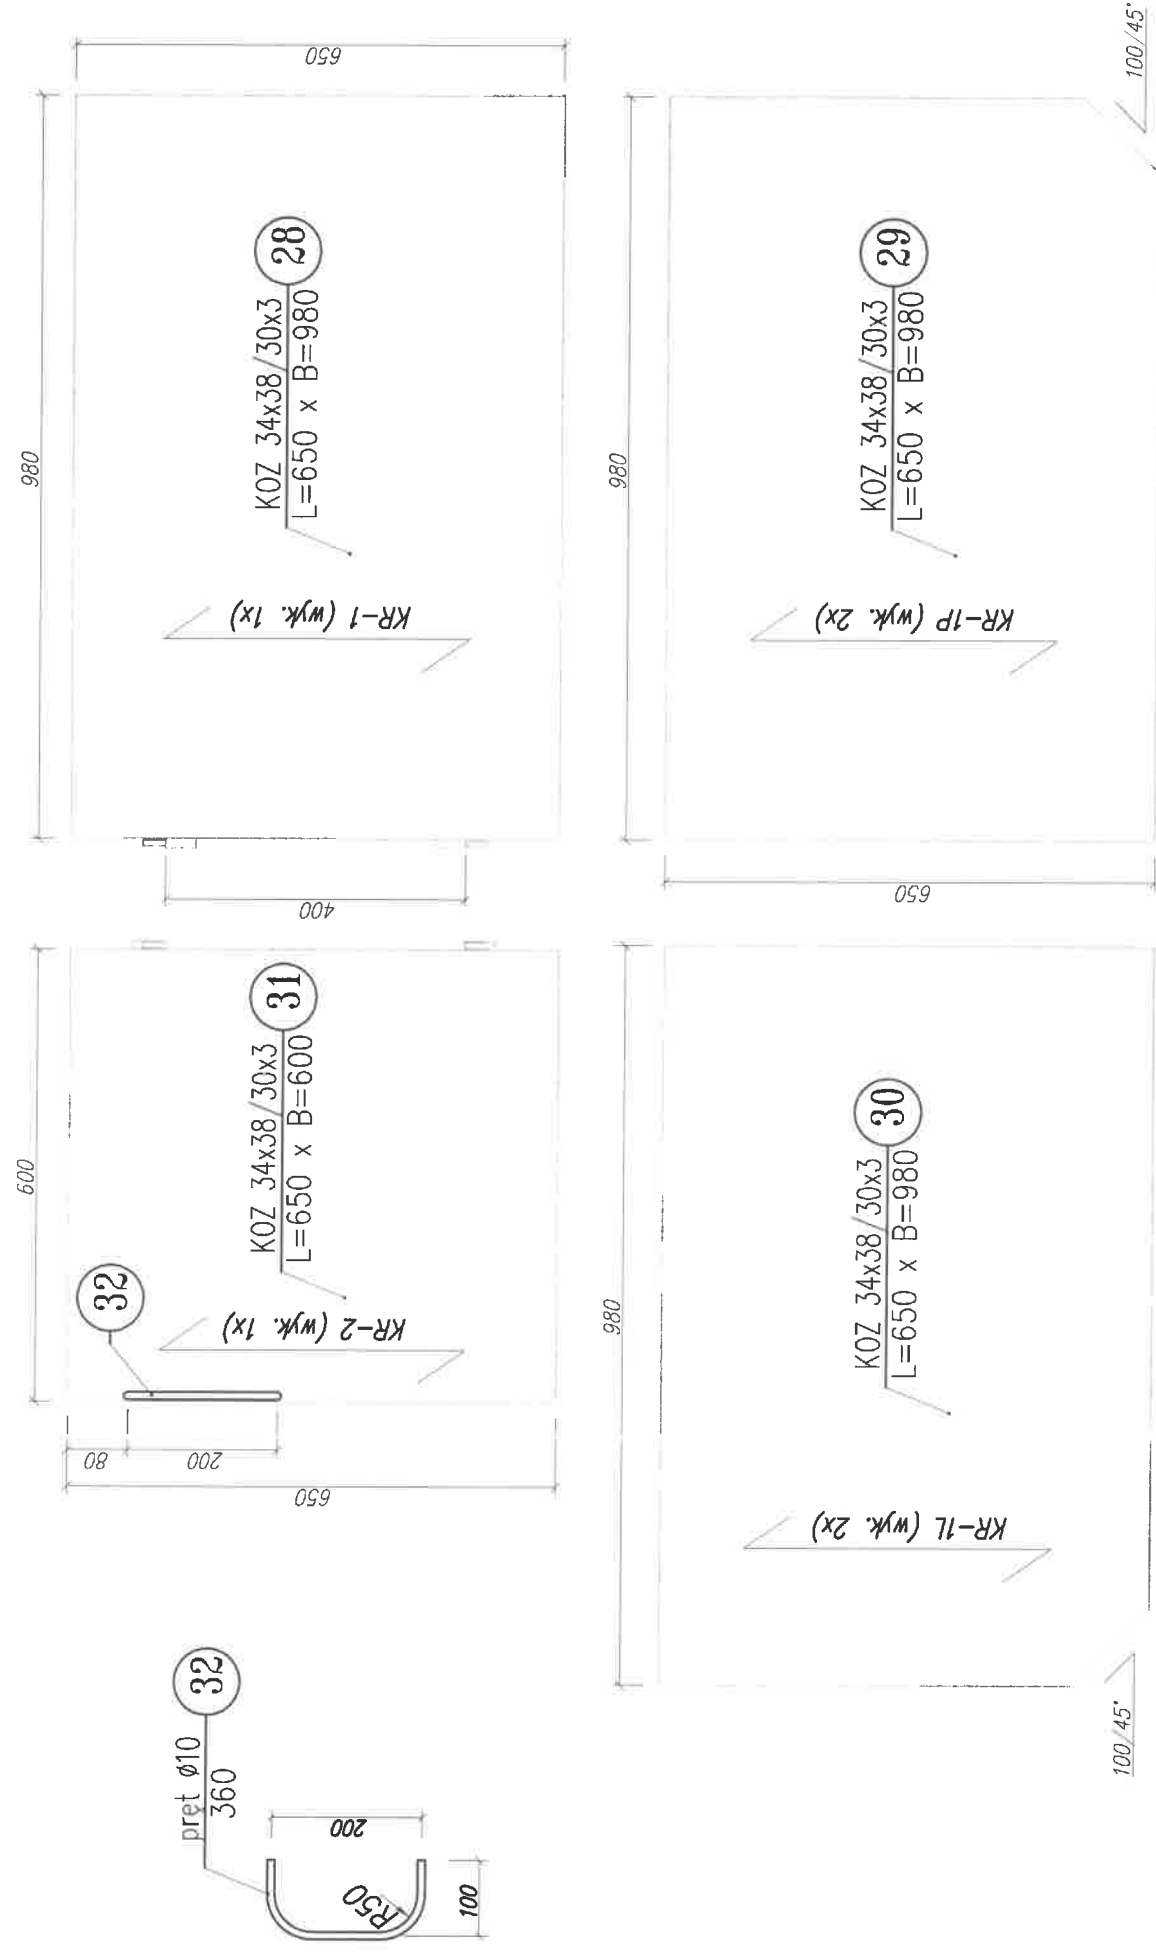 650
980
28
KOZ 34x38/30x3
L=650 x B=980
KR-1 (wyk. 1x)
400
600
31
KOZ 34x38/30x3
L=650 x B=600
32
KR-2 (wyk. 1x)
80
200
650
32
pręt ø10
360
200
R50
100
980
29
KOZ 34x38/30x3
L=650 x B=980
KR-1P (wyk. 2x)
100/45°
650
980
30
KOZ 34x38/30x3
L=650 x B=980
KR-1L (wyk. 2x)
100/45°